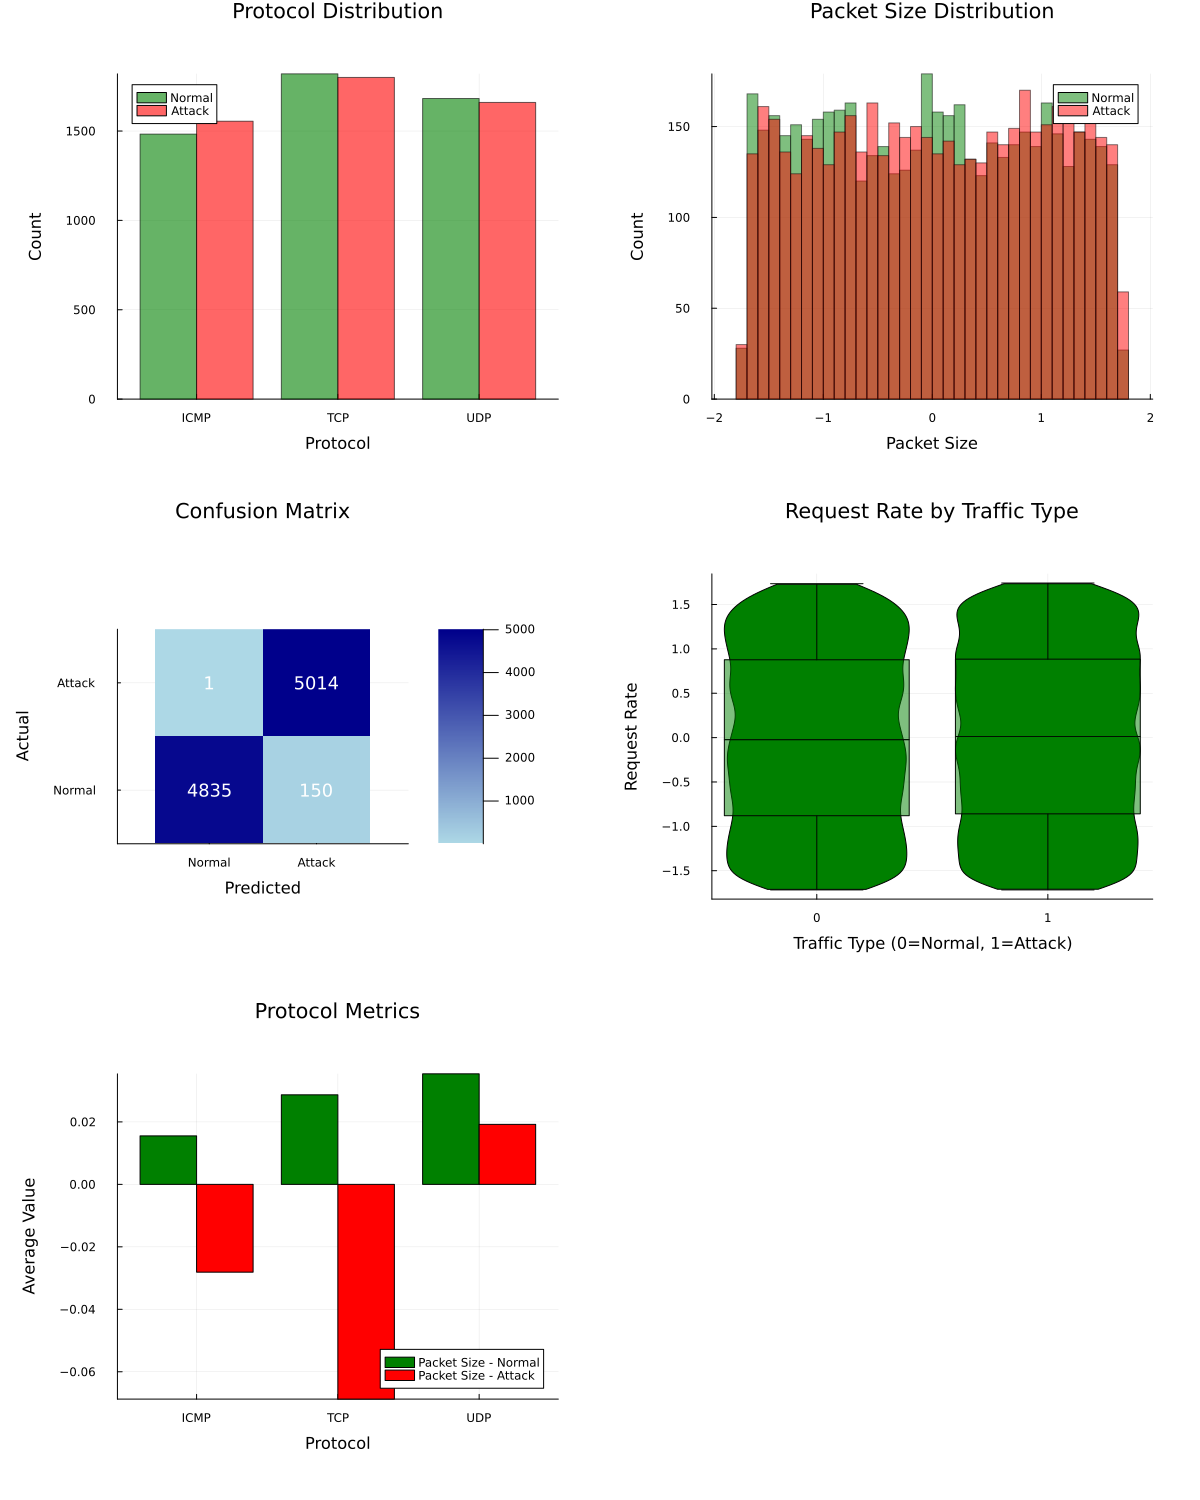 Protocol Distribution
Count
1500
1000
500
0
Normal
Attack
ICMP TCP UDP
Protocol
Packet Size Distribution
Count
150
100
50
0
Normal
Attack
−2 −1 0 1 2
Packet Size
Confusion Matrix
Actual
Attack
Normal
1 5014
4835 150
Normal Attack
Predicted
5000
4000
3000
2000
1000
Request Rate by Traffic Type
Request Rate
1.5
1.0
0.5
0.0
−0.5
−1.0
−1.5
0 1
Traffic Type (0=Normal, 1=Attack)
Protocol Metrics
Average Value
0.02
0.00
−0.02
−0.04
−0.06
Packet Size - Normal
Packet Size - Attack
ICMP TCP UDP
Protocol